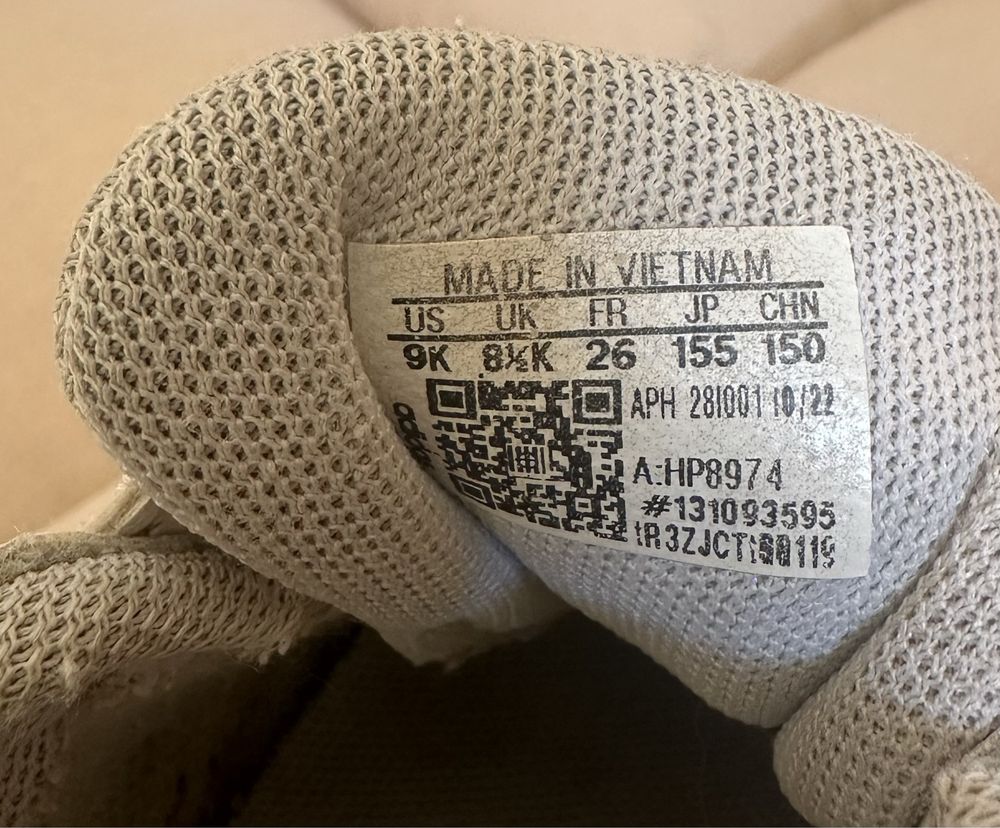 MADE IN VIETNAM
US UK FR JP CHN
9K 8½K 26 155 150
APH 281001 10/22
A:HP8974
#131093595